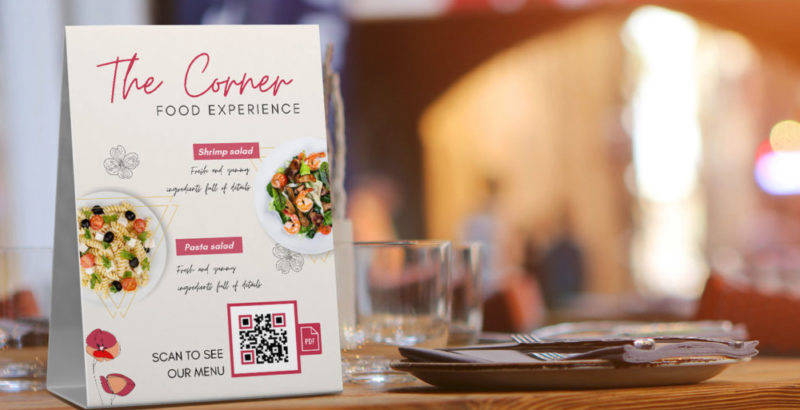 The Corner
FOOD EXPERIENCE
Shrimp salad
Fresh and yummy
ingredients full of details
Pasta salad
Fresh and yummy
ingredients full of details
SCAN TO SEE
OUR MENU
PDF